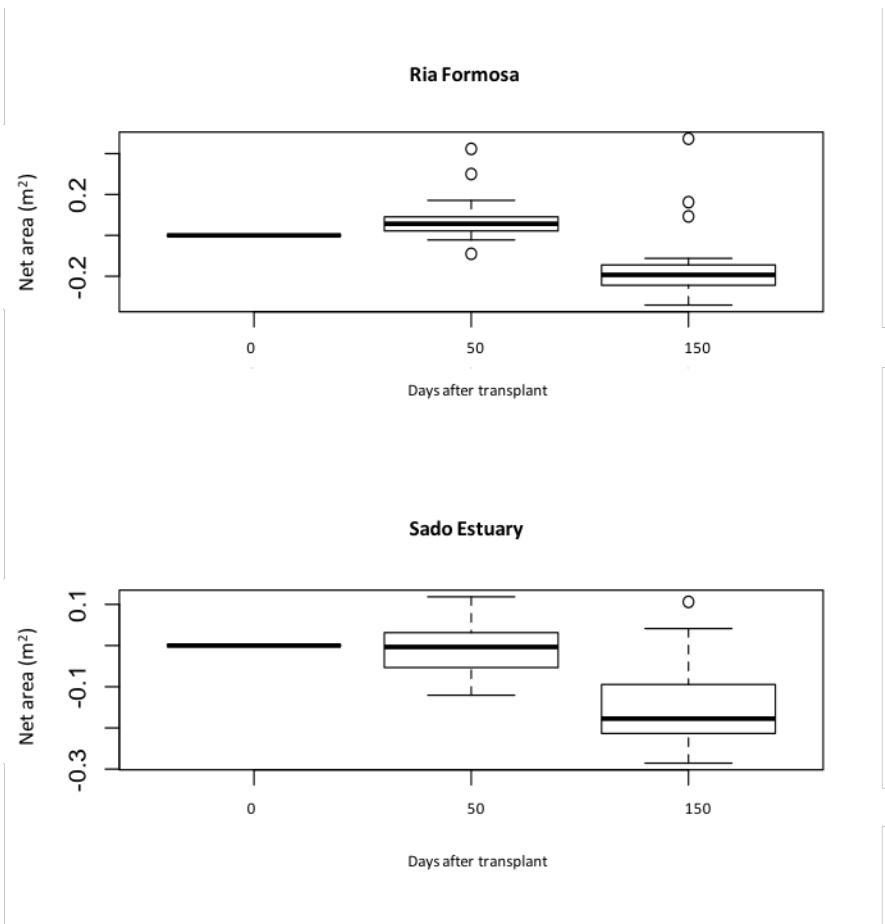 Ria Formosa
Net area (m²)
0.2
-0.2
0
50
150
Days after transplant
Sado Estuary
Net area (m²)
0.1
-0.1
-0.3
0
50
150
Days after transplant